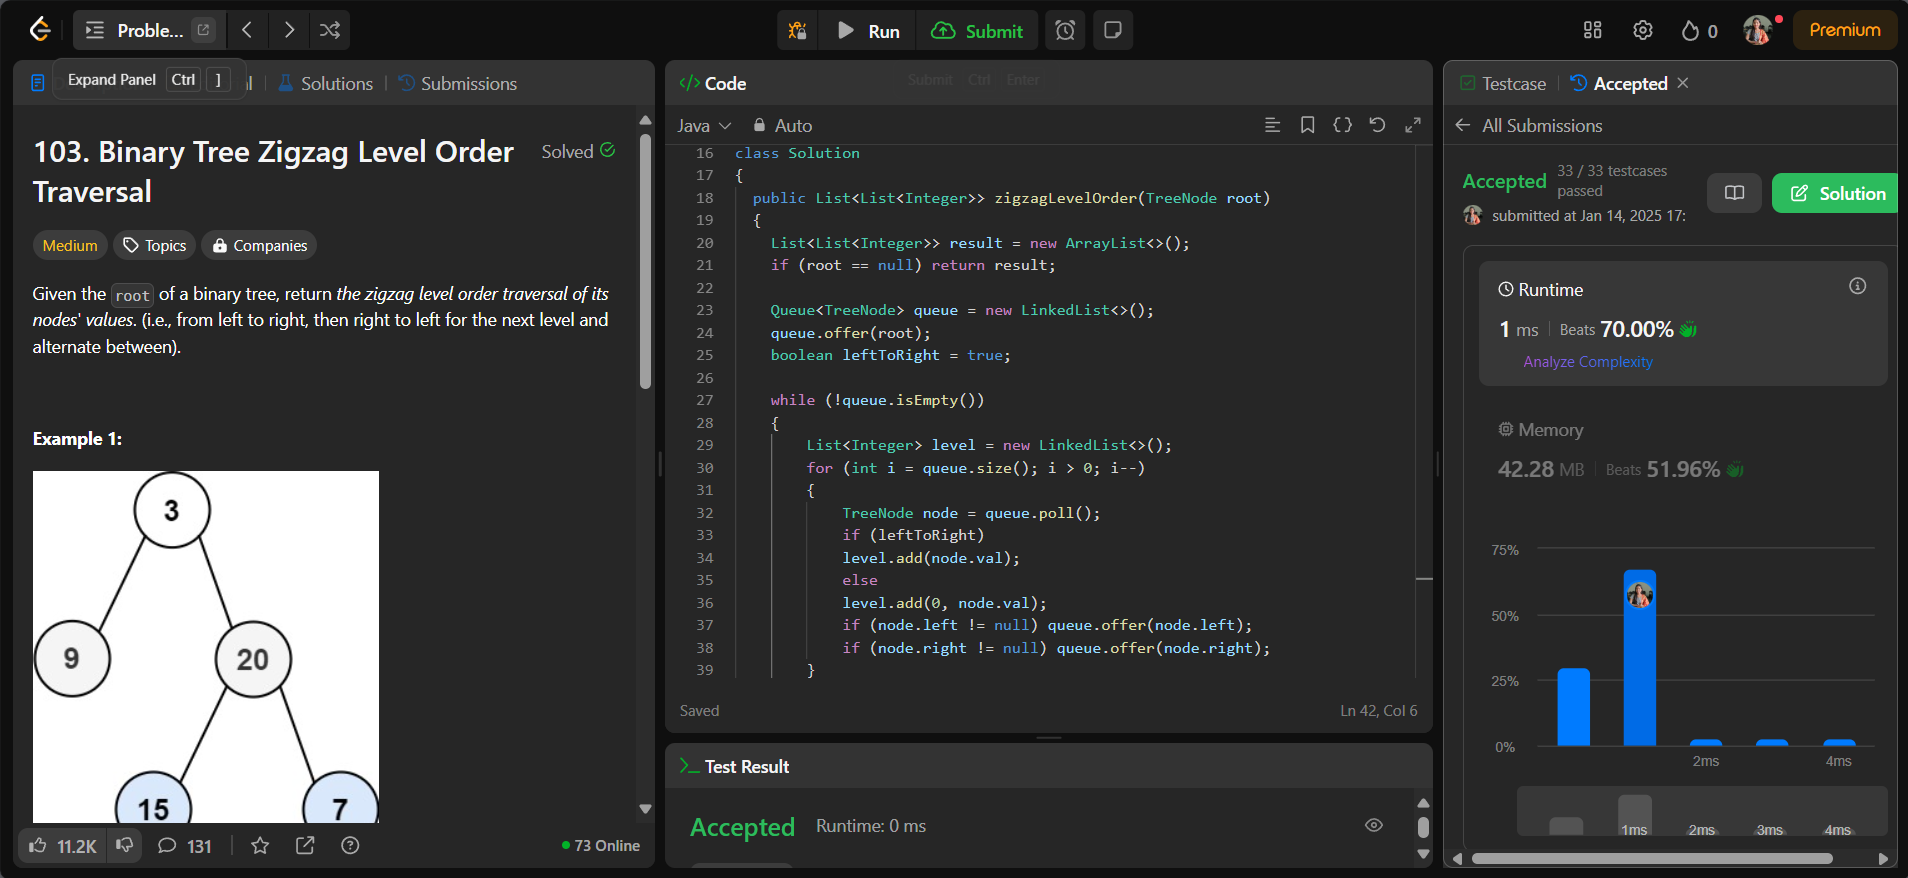 Proble...
Run
Submit
0
Premium
Expand Panel Ctrl ]
Solutions
Submissions
103. Binary Tree Zigzag Level Order
Traversal
Solved
Medium
Topics
Companies
Given the root of a binary tree, return the zigzag level order traversal of its
nodes' values. (i.e., from left to right, then right to left for the next level and
alternate between).
Example 1:
3
9
20
15
7
11.2K
131
73 Online
</> Code
Submit Ctrl Enter
Java
Auto
16 class Solution
17 {
18 public List<List<Integer>> zigzagLevelOrder(TreeNode root)
19 {
20 List<List<Integer>> result = new ArrayList<>();
21 if (root == null) return result;
22
23 Queue<TreeNode> queue = new LinkedList<>();
24 queue.offer(root);
25 boolean leftToRight = true;
26
27 while (!queue.isEmpty())
28 {
29 List<Integer> level = new LinkedList<>();
30 for (int i = queue.size(); i > 0; i--)
31 {
32 TreeNode node = queue.poll();
33 if (leftToRight)
34 level.add(node.val);
35 else
36 level.add(0, node.val);
37 if (node.left != null) queue.offer(node.left);
38 if (node.right != null) queue.offer(node.right);
39 }
Saved
Ln 42, Col 6
Test Result
Accepted
Runtime: 0 ms
Testcase
Accepted
All Submissions
Accepted
33 / 33 testcases
passed
submitted at Jan 14, 2025 17:
Solution
Runtime
1 ms
Beats 70.00%
Analyze Complexity
Memory
42.28 MB
Beats 51.96%
75%
50%
25%
0%
2ms
4ms
1ms
2ms
3ms
4ms